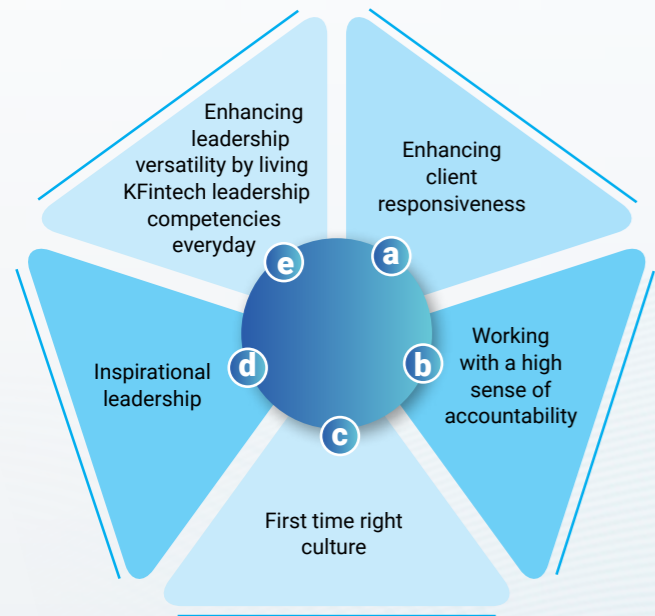 a
Enhancing
client
responsiveness
b
Working
with a high
sense of
accountability
c
First time right
culture
d
Inspirational
leadership
e
Enhancing
leadership
versatility by living
KFintech leadership
competencies
everyday